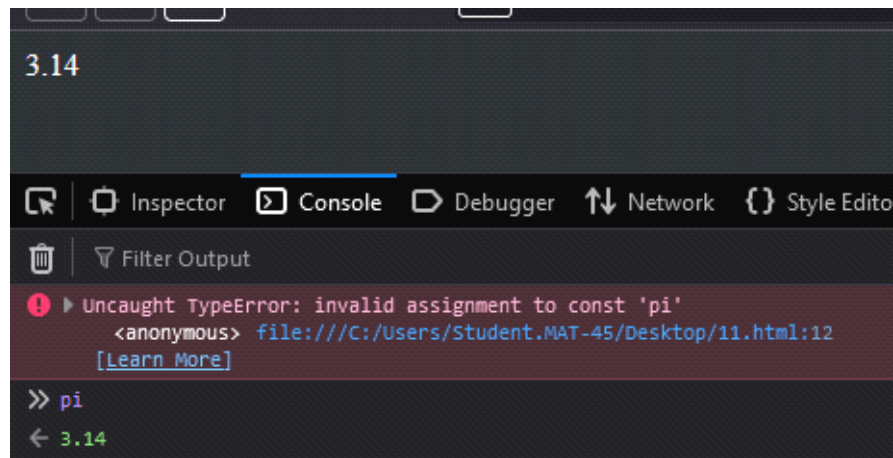 3.14
Inspector Console Debugger Network {} Style Edito
Filter Output
Uncaught TypeError: invalid assignment to const 'pi'
<anonymous> file:///C:/Users/Student.MAT-45/Desktop/11.html:12
[Learn More]
>> pi
← 3.14